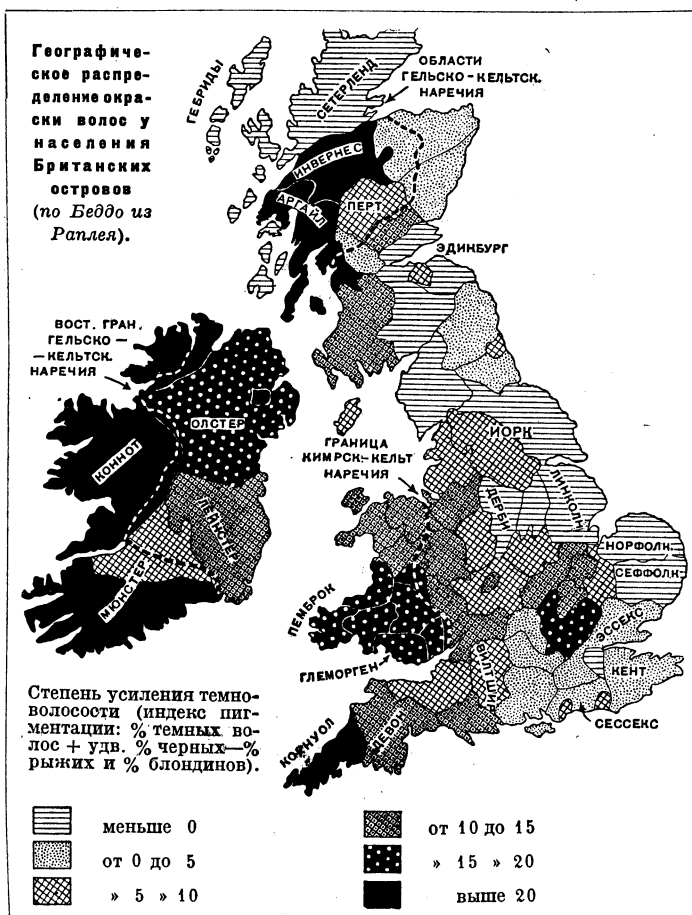 Географиче-
ское распре-
деление окра-
ски волос у
населения
Британских
островов
(по Беддо из
Раплея).
ГЕБРИДЫ
СЕТЕРЛЕНД
ОБЛАСТИ
ГЕЛЬСКО-КЕЛЬТСК.
НАРЕЧИЯ
ИНВЕРНЕС
АРГАЙЛ
ПЕРТ
ЭДИНБУРГ
ВОСТ. ГРАН.
ГЕЛЬСКО—
—КЕЛЬТСК.
НАРЕЧИЯ
ОЛСТЕР
КОННОТ
ЛЕЙНСТЕР
МЮНСТЕР
ГРАНИЦА
КИМРСК.-КЕЛЬТ
НАРЕЧИЯ
ЙОРК
ДЕРБИ
ЛИНКОЛН
НОРФОЛК
СЕФФОЛК
ПЕМБРОК
ГЛЕМОРГЕН
ЭССЕКС
КЕНТ
ВИЛТШИР
СЕССЕКС
КОРНУОЛ
ДЕВОН
Степень усиления темно-
волосости (индекс пиг-
ментации: % темных во-
лос + удв. % черных—%
рыжих и % блондинов).
меньше 0
от 0 до 5
» 5 » 10
от 10 до 15
» 15 » 20
выше 20